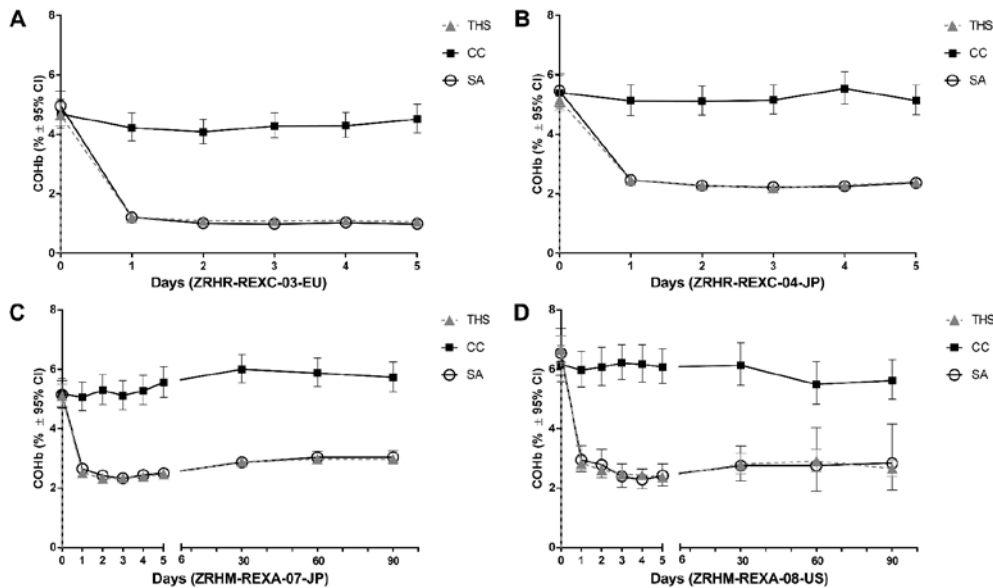 A
THS
CC
SA
COHb (% ± 95% CI)
8
6
4
2
0
0 1 2 3 4 5
Days (ZRHR-REXC-03-EU)
B
THS
CC
SA
COHb (% ± 95% CI)
8
6
4
2
0
0 1 2 3 4 5
Days (ZRHR-REXC-04-JP)
C
THS
CC
SA
COHb (% ± 95% CI)
8
6
4
2
0
0 1 2 3 4 5 6 30 60 90
Days (ZRHM-REXA-07-JP)
D
THS
CC
SA
COHb (% ± 95% CI)
8
6
4
2
0
0 1 2 3 4 5 6 30 60 90
Days (ZRHM-REXA-08-US)